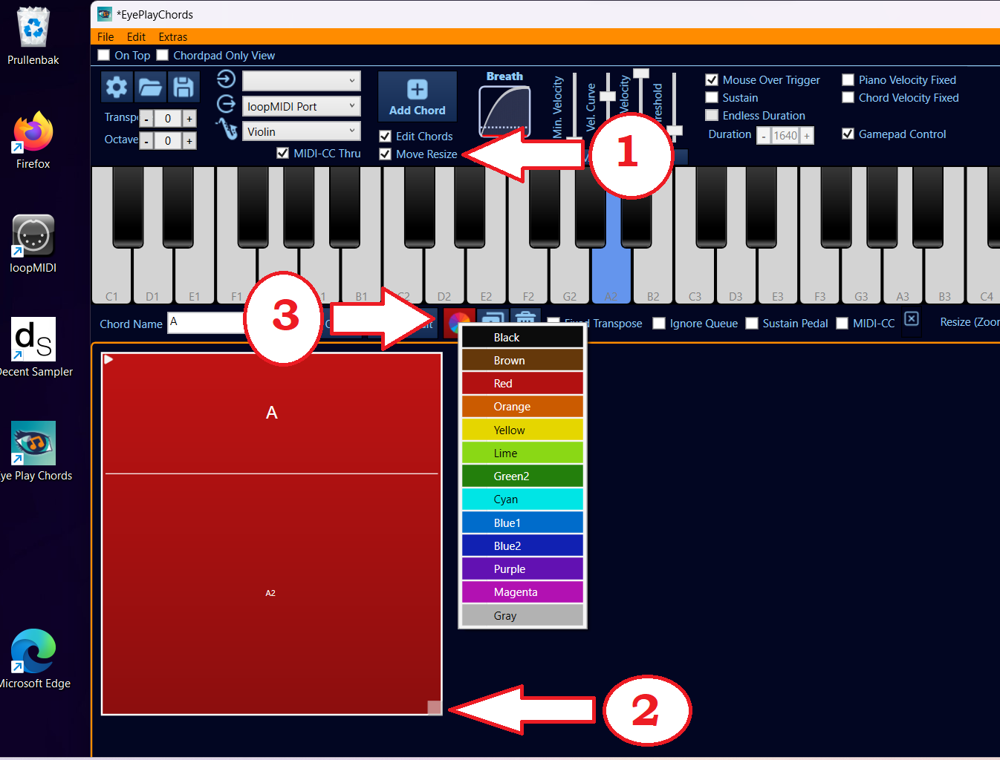 *EyePlayChords
File Edit Extras
On Top Chordpad Only View
Prullenbak
Firefox
loopMIDI
Decent Sampler
Eye Play Chords
Microsoft Edge
Transpo
- 0 +
Octave
- 0 +
loopMIDI Port
Violin
MIDI-CC Thru
Add Chord
Edit Chords
Move Resize
Breath
Min. Velocity
Vel. Curve
Velocity
reshold
Mouse Over Trigger
Sustain
Endless Duration
Duration - 1640 +
Piano Velocity Fixed
Chord Velocity Fixed
Gamepad Control
1
C1 D1 E1 F1 1 B1 C2 D2 E2 F2 G2 A2 B2 C3 D3 E3 F3 G3 A3 B3 C4
3
Chord Name A
Fixed Transpose Ignore Queue Sustain Pedal MIDI-CC Resize (Zoor
A
A2
Black
Brown
Red
Orange
Yellow
Lime
Green2
Cyan
Blue1
Blue2
Purple
Magenta
Gray
2